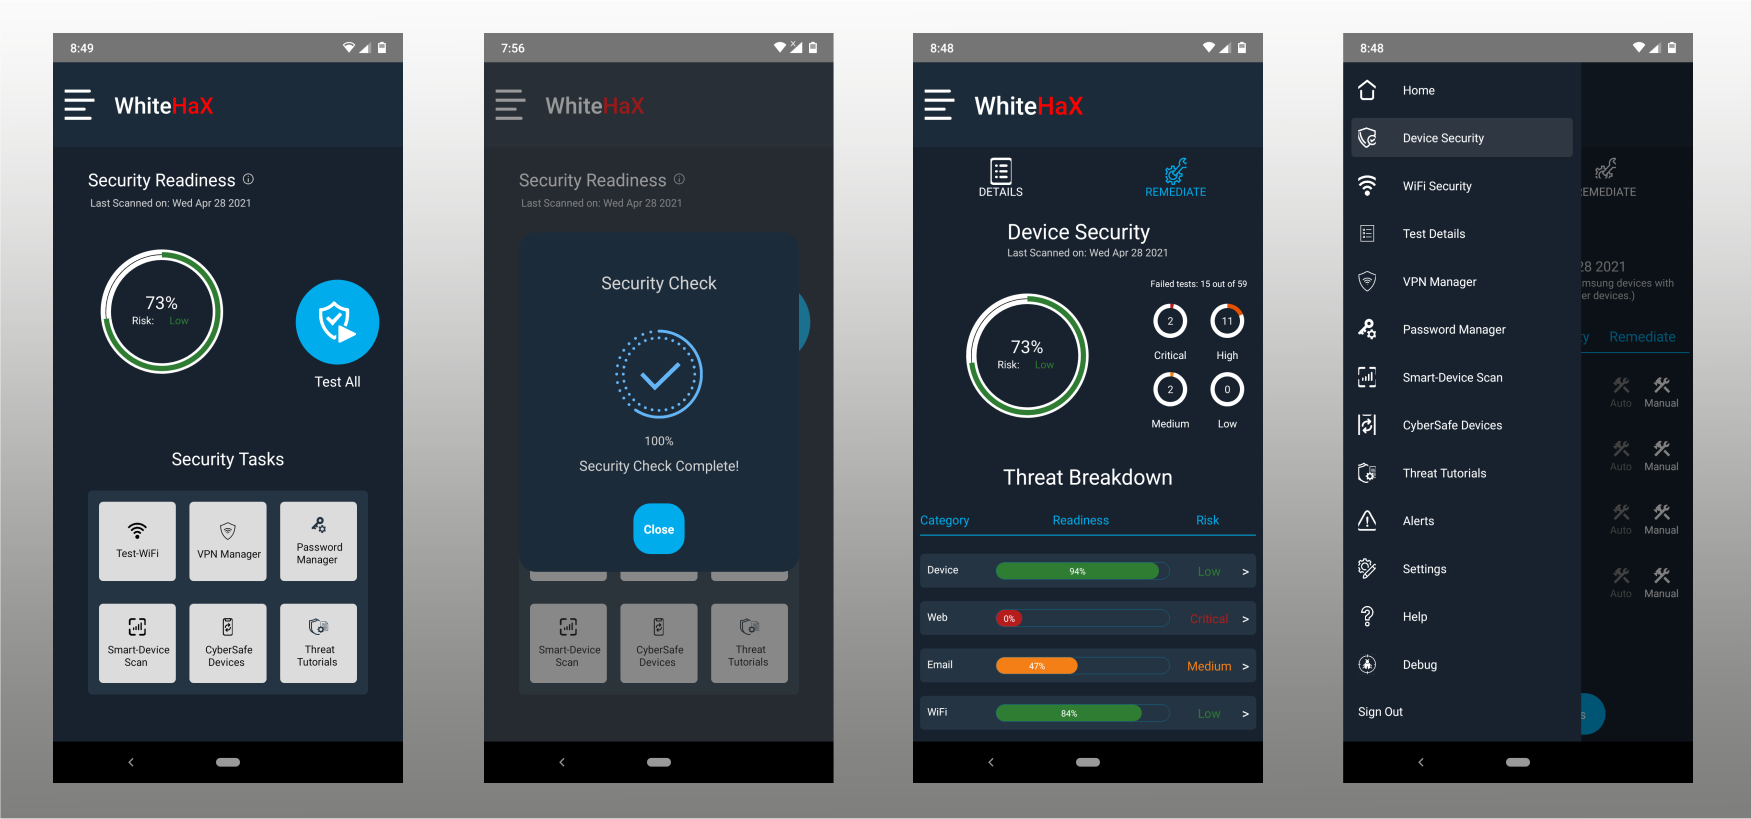 8:49
WhiteHaX
Security Readiness
Last Scanned on: Wed Apr 28 2021
73%
Risk: Low
Test All
Security Tasks
Test-WiFi
VPN Manager
Password
Manager
Smart-Device
Scan
CyberSafe
Devices
Threat
Tutorials
7:56
WhiteHaX
Security Readiness
Last Scanned on: Wed Apr 28 2021
Security Check
100%
Security Check Complete!
Close
Smart-Device
Scan
CyberSafe
Devices
Threat
Tutorials
8:48
WhiteHaX
DETAILS
REMEDIATE
Device Security
Last Scanned on: Wed Apr 28 2021
Failed tests: 15 out of 59
73%
Risk: Low
2
Critical
11
High
2
Medium
0
Low
Threat Breakdown
Category Readiness Risk
Device 94% Low >
Web 0% Critical >
Email 47% Medium >
WiFi 84% Low >
8:48
Home
Device Security
WiFi Security
Test Details
VPN Manager
Password Manager
Smart-Device Scan
CyberSafe Devices
Threat Tutorials
Alerts
Settings
Help
Debug
Sign Out
EMEDIATE
28 2021
msung devices with
er devices.)
y Remediate
Auto Manual
Auto Manual
Auto Manual
Auto Manual
s